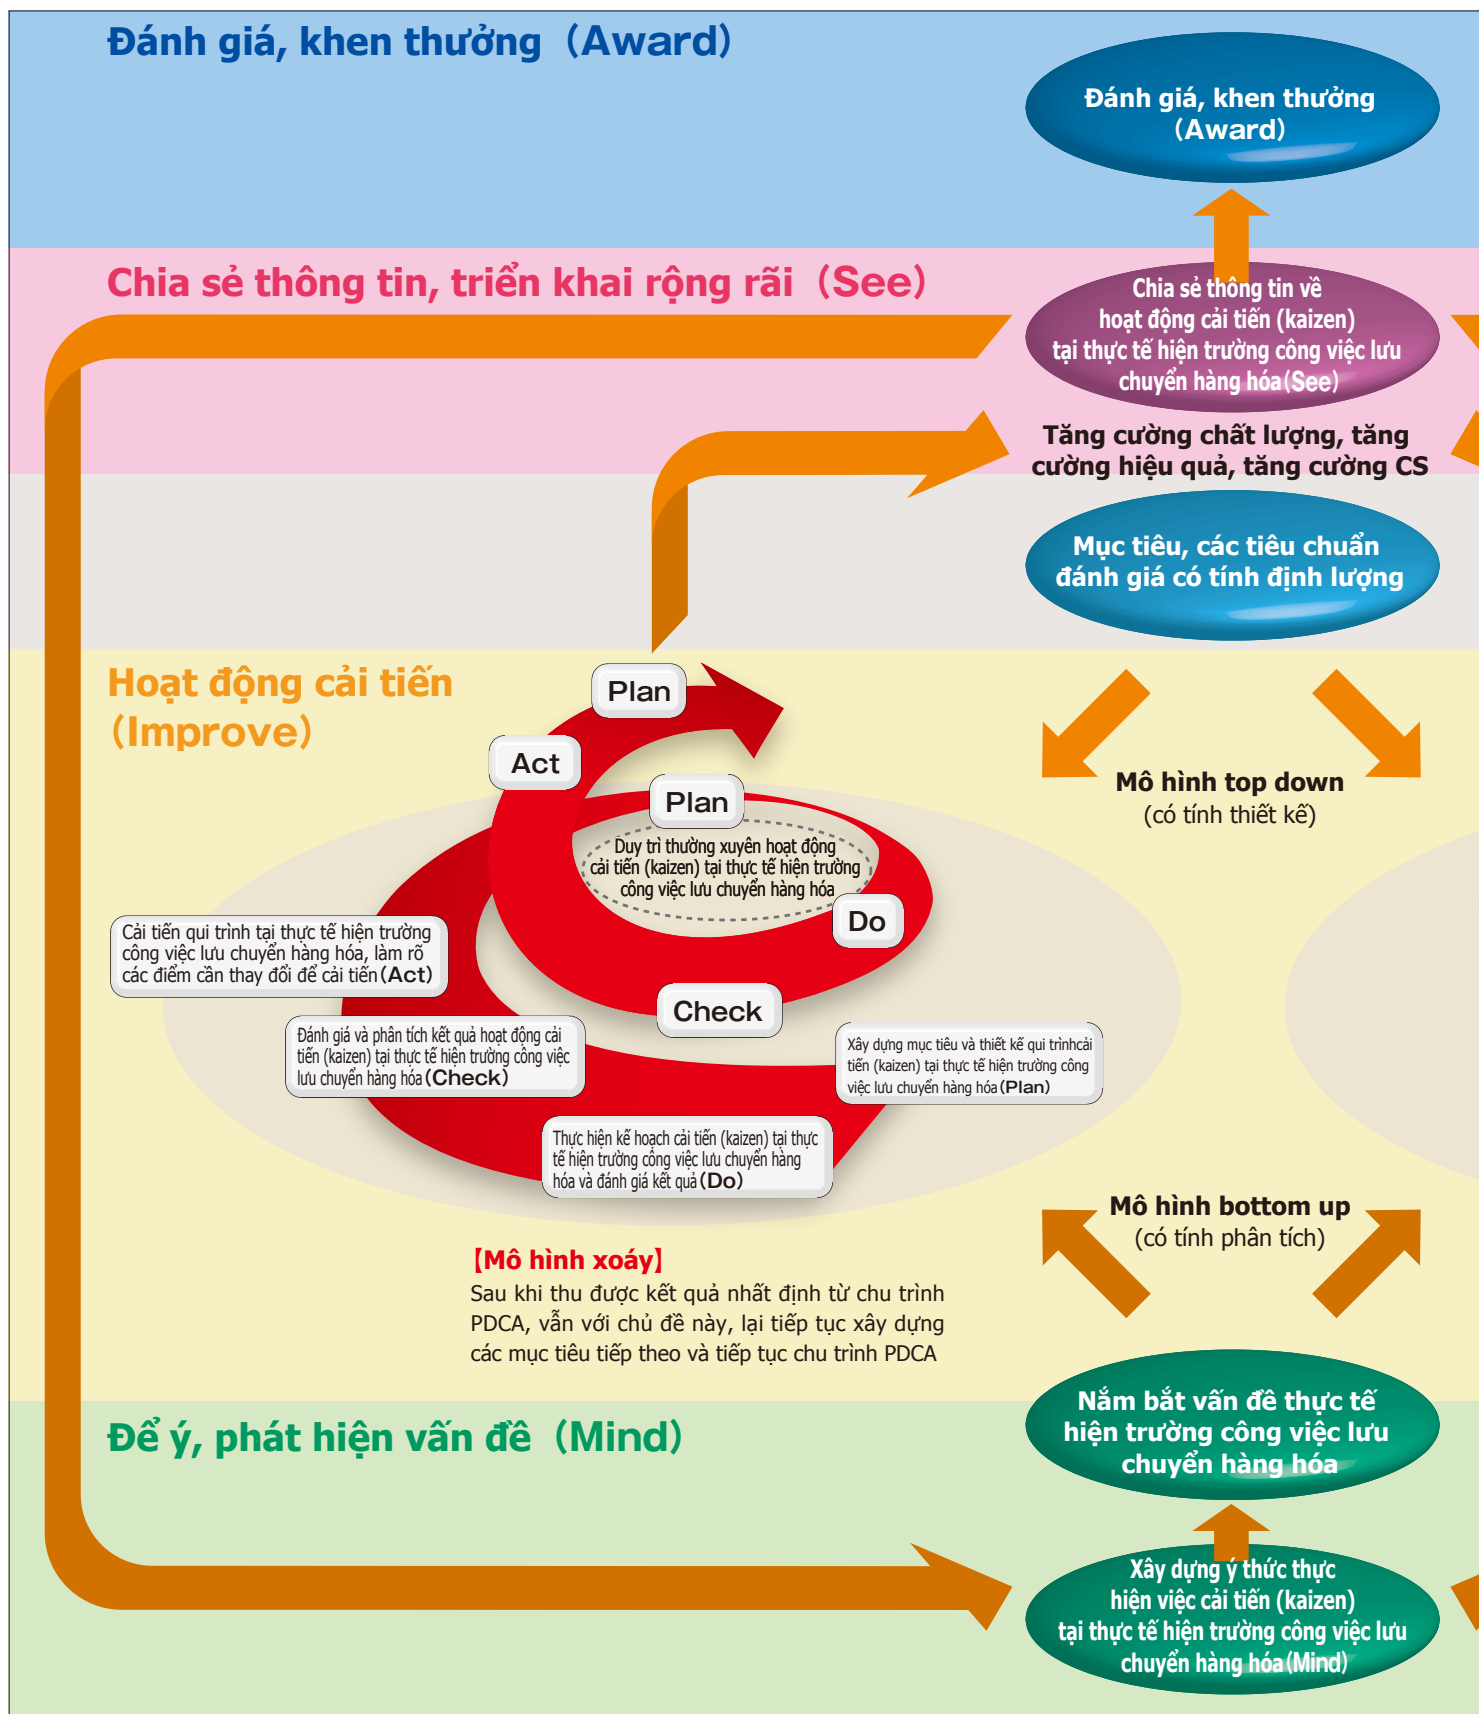 Đánh giá, khen thưởng (Award)
Đánh giá, khen thưởng
(Award)
Chia sẻ thông tin, triển khai rộng rãi (See)
Chia sẻ thông tin về
hoạt động cải tiến (kaizen)
tại thực tế hiện trường công việc lưu
chuyển hàng hóa(See)
Tăng cường chất lượng, tăng
cường hiệu quả, tăng cường CS
Mục tiêu, các tiêu chuẩn
đánh giá có tính định lượng
Hoạt động cải tiến
(Improve)
Plan
Act
Plan
Duy trì thường xuyên hoạt động
cải tiến (kaizen) tại thực tế hiện trường
công việc lưu chuyển hàng hóa
Do
Check
Mô hình top down
(có tính thiết kế)
Cải tiến qui trình tại thực tế hiện trường
công việc lưu chuyển hàng hóa, làm rõ
các điểm cần thay đổi để cải tiến(Act)
Đánh giá và phân tích kết quả hoạt động cải
tiến (kaizen) tại thực tế hiện trường công việc
lưu chuyển hàng hóa(Check)
Xây dựng mục tiêu và thiết kế qui trìnhcải
tiến (kaizen) tại thực tế hiện trường công
việc lưu chuyển hàng hóa(Plan)
Thực hiện kế hoạch cải tiến (kaizen) tại thực
tế hiện trường công việc lưu chuyển hàng
hóa và đánh giá kết quả(Do)
Mô hình bottom up
(có tính phân tích)
【Mô hình xoáy】
Sau khi thu được kết quả nhất định từ chu trình
PDCA, vẫn với chủ đề này, lại tiếp tục xây dựng
các mục tiêu tiếp theo và tiếp tục chu trình PDCA
Nắm bắt vấn đề thực tế
hiện trường công việc lưu
chuyển hàng hóa
Để ý, phát hiện vấn đề (Mind)
Xây dựng ý thức thực
hiện việc cải tiến (kaizen)
tại thực tế hiện trường công việc lưu
chuyển hàng hóa(Mind)